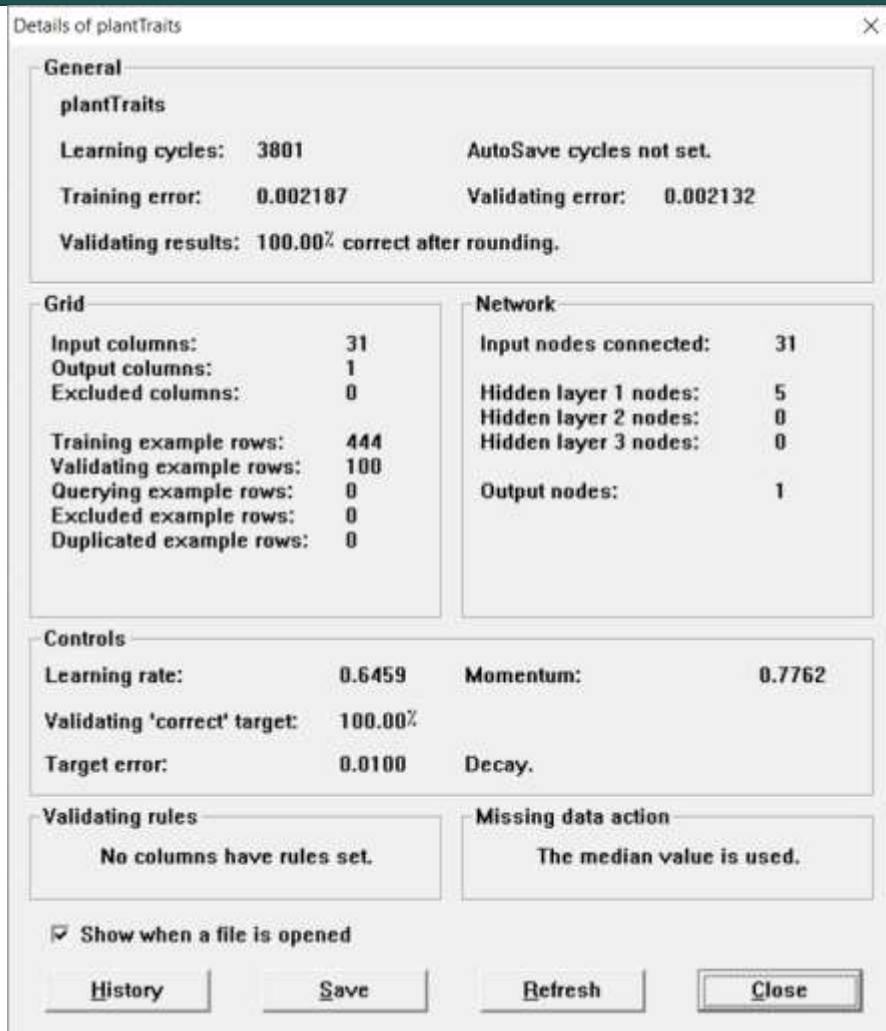 Details of plantTraits
General
plantTraits
Learning cycles: 3801 AutoSave cycles not set.
Training error: 0.002187 Validating error: 0.002132
Validating results: 100.00% correct after rounding.
Grid
Input columns: 31
Output columns: 1
Excluded columns: 0
Training example rows: 444
Validating example rows: 100
Querying example rows: 0
Excluded example rows: 0
Duplicated example rows: 0
Network
Input nodes connected: 31
Hidden layer 1 nodes: 5
Hidden layer 2 nodes: 0
Hidden layer 3 nodes: 0
Output nodes: 1
Controls
Learning rate: 0.6459 Momentum: 0.7762
Validating 'correct' target: 100.00%
Target error: 0.0100 Decay.
Validating rules
No columns have rules set.
Missing data action
The median value is used.
Show when a file is opened
History Save Refresh Close